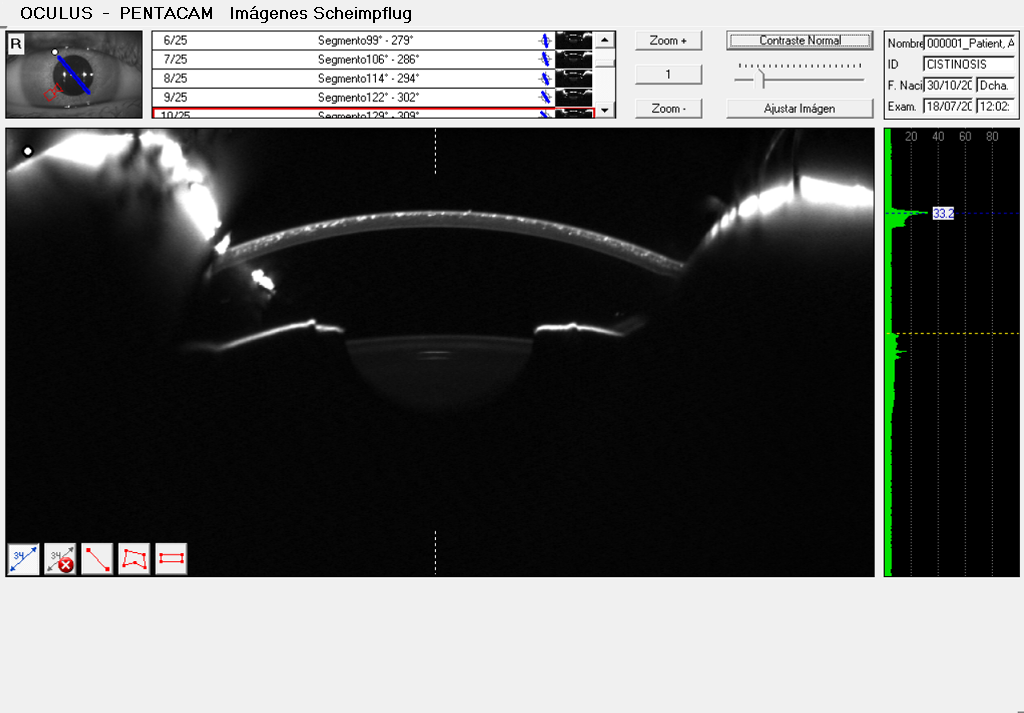 OCULUS - PENTACAM Imágenes Scheimpflug
R
6/25 Segmento99° - 279°
7/25 Segmento106° - 286°
8/25 Segmento114° - 294°
9/25 Segmento122° - 302°
10/25 Segmento129° - 309°
Zoom +
1
Zoom -
Contraste Normal
Ajustar Imágen
Nombre 000001_Patient, A
ID CISTINOSIS
F. Naci 30/10/20 Dcha.
Exam. 18/07/20 12:02:
20 40 60 80
33.2
34
34